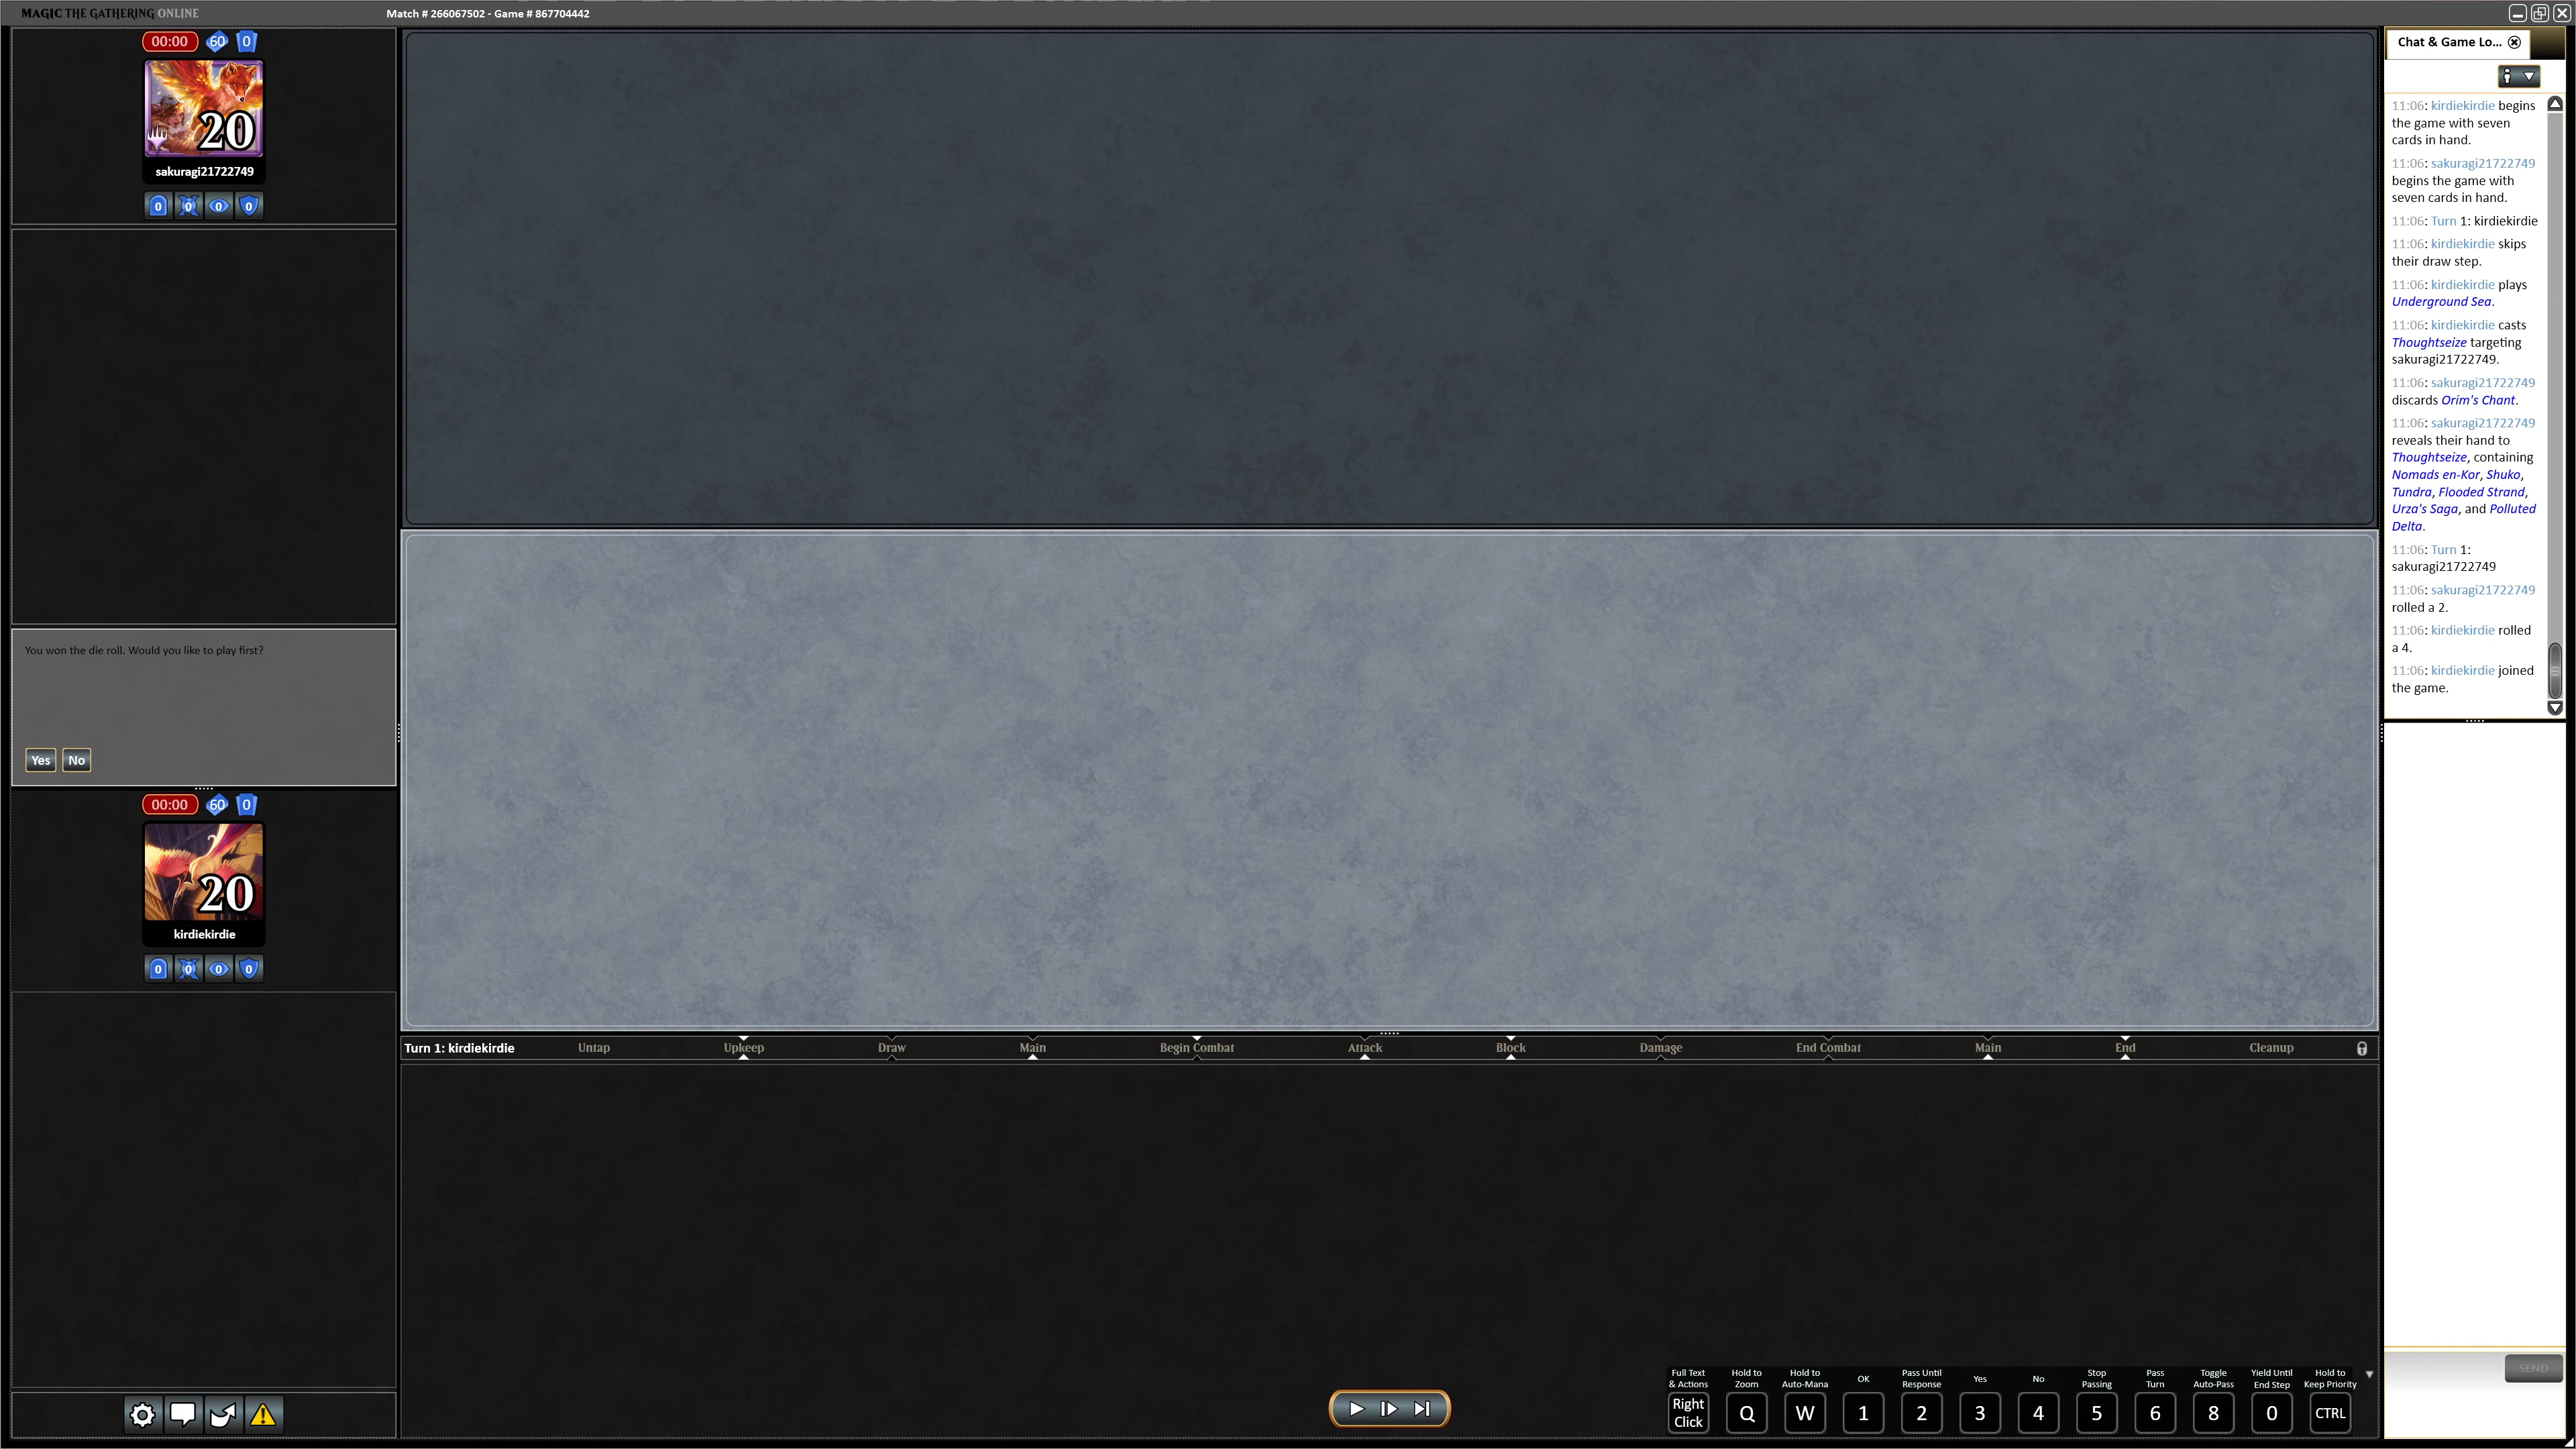 MAGIC THE GATHERING ONLINE
Match # 266067502 - Game # 867704442
00:00 60 0
20
sakuragi21722749
0 0 0 0
You won the die roll. Would you like to play first?
Yes No
00:00 60 0
20
kirdiekirdie
0 0 0 0
Turn 1: kirdiekirdie Untap Upkeep Draw Main Begin Combat Attack Block Damage End Combat Main End Cleanup
Full Text & Actions
Right Click
Hold to Zoom
Q
Hold to Auto-Mana
W
OK
1
Pass Until Response
2
Yes
3
No
4
Stop Passing
5
Pass Turn
6
Toggle Auto-Pass
8
Yield Until End Step
0
Hold to Keep Priority
CTRL
Chat & Game Lo...
11:06: kirdiekirdie begins
the game with seven
cards in hand.
11:06: sakuragi21722749
begins the game with
seven cards in hand.
11:06: Turn 1: kirdiekirdie
11:06: kirdiekirdie skips
their draw step.
11:06: kirdiekirdie plays
Underground Sea.
11:06: kirdiekirdie casts
Thoughtseize targeting
sakuragi21722749.
11:06: sakuragi21722749
discards Orim's Chant.
11:06: sakuragi21722749
reveals their hand to
Thoughtseize, containing
Nomads en-Kor, Shuko,
Tundra, Flooded Strand,
Urza's Saga, and Polluted
Delta.
11:06: Turn 1:
sakuragi21722749
11:06: sakuragi21722749
rolled a 2.
11:06: kirdiekirdie rolled
a 4.
11:06: kirdiekirdie joined
the game.
SEND